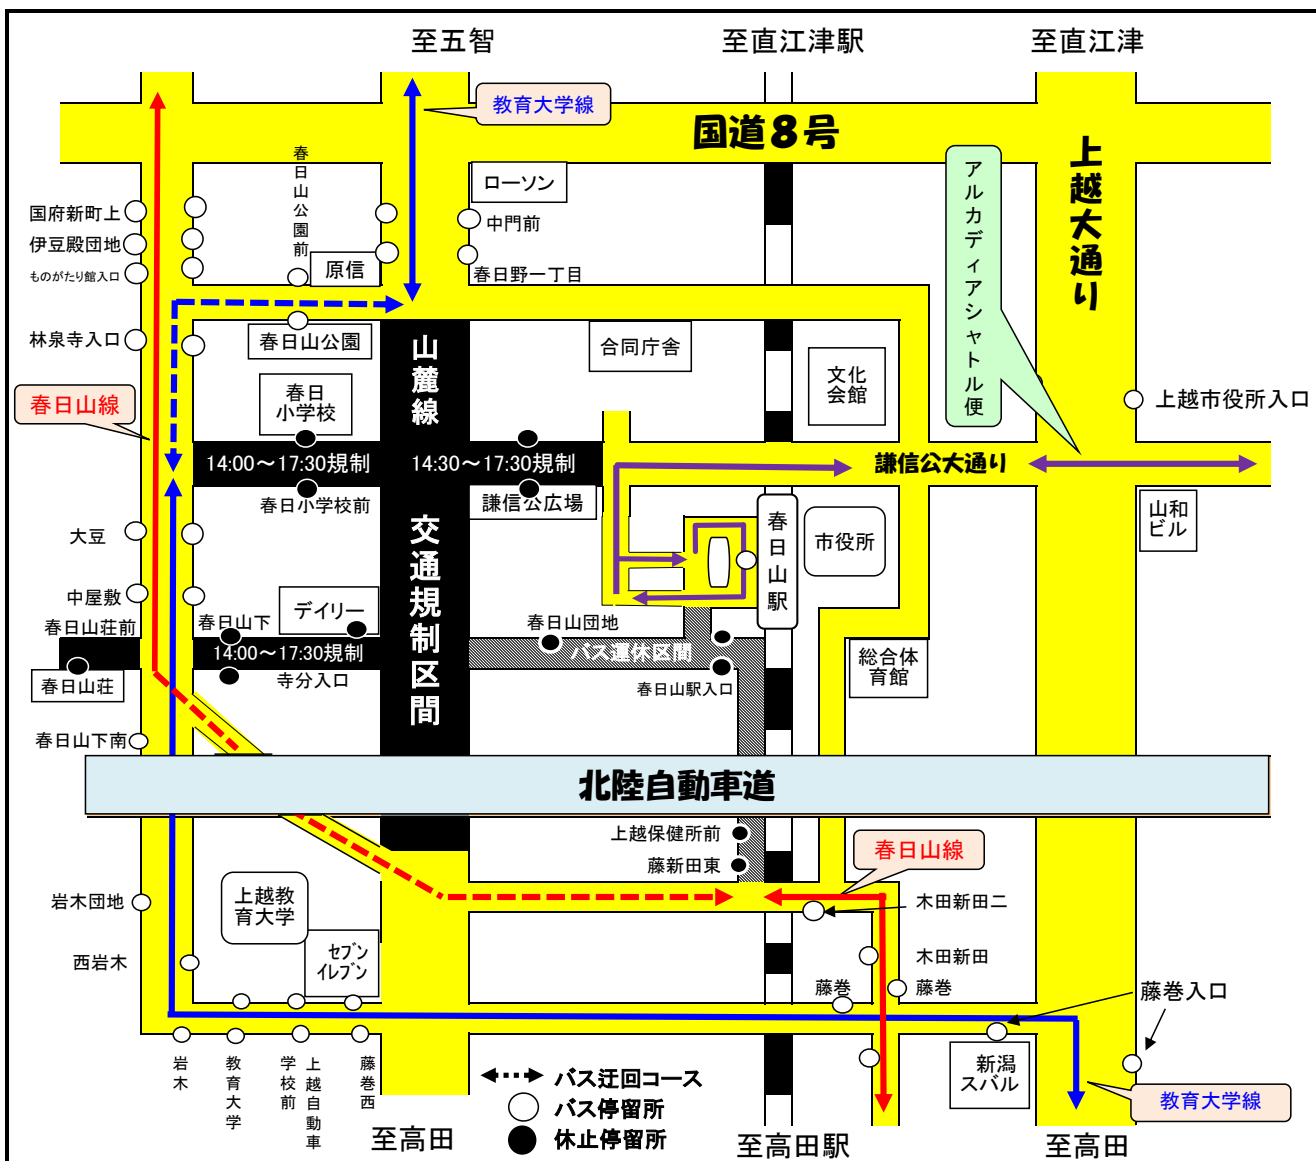 至五智
至直江津駅
至直江津
教育大学線
国道8号
上越大通り
アルカディアシャトル便
春日山公園前
ローソン
国府新町上
伊豆殿団地
ものがたり館入口
原信
中門前
春日野一丁目
林泉寺入口
春日山公園
山麓線
合同庁舎
文化
会館
春日
小学校
春日山線
上越市役所入口
14:00～17:30規制
14:30～17:30規制
謙信公大通り
春日小学校前
謙信公広場
交通規制区間
春日山駅
市役所
山和
ビル
大豆
中屋敷
春日山荘前
春日山下
デイリー
春日山団地
14:00～17:30規制
バス運休区間
総合体
育館
春日山荘
寺分入口
春日山駅入口
春日山下南
北陸自動車道
上越保健所前
藤新田東
春日山線
岩木団地
上越教
育大学
木田新田二
西岩木
セブン
イレブン
木田新田
藤巻
藤巻
藤巻入口
岩木
教育大学
上越自動車
学校前
藤巻西
新潟
スバル
バス迂回コース
バス停留所
休止停留所
教育大学線
至高田
至高田駅
至高田